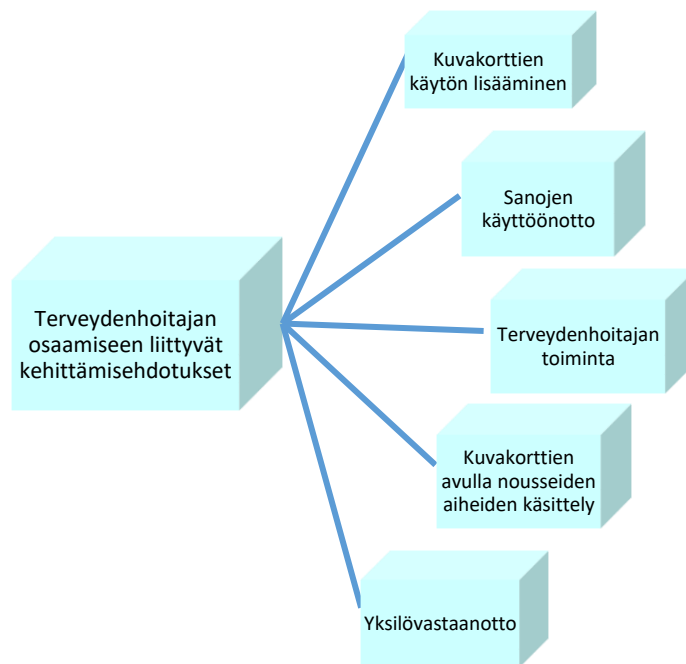 Kuvakorttien
käytön lisääminen
Sanojen
käyttöönotto
Terveydenhoitajan
osaamiseen liittyvät
kehittämisehdotukset
Terveydenhoitajan
toiminta
Kuvakorttien
avulla nousseiden
aiheiden käsittely
Yksilövastaanotto